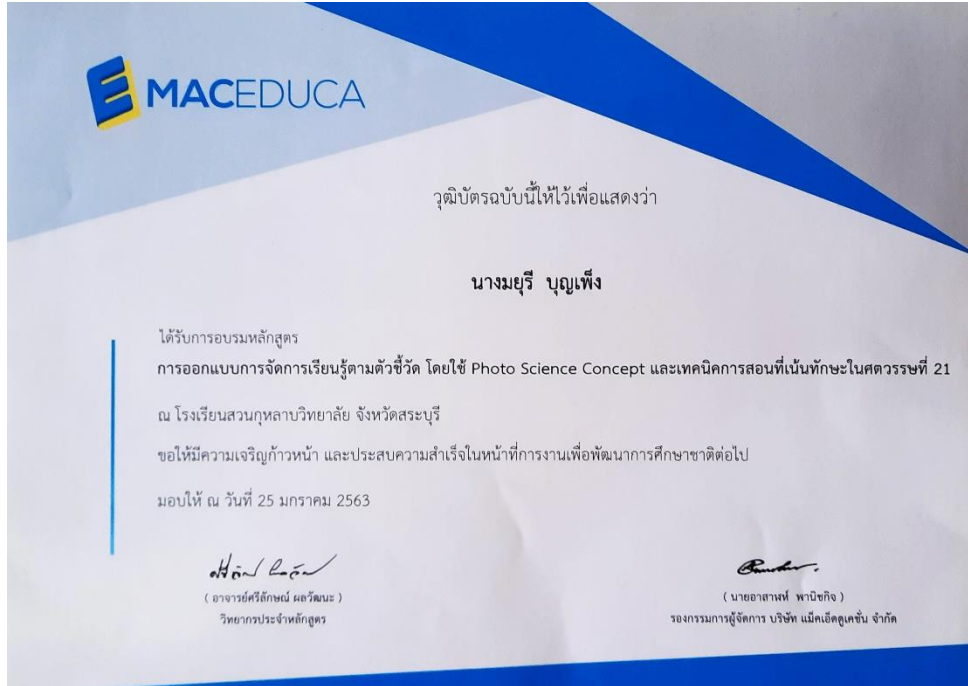 MACEDUCA
วุฒิบัตรฉบับนี้ให้ไว้เพื่อแสดงว่า
นางมยุรี บุญเพ็ง
ได้รับการอบรมหลักสูตร
การออกแบบการจัดการเรียนรู้ตามตัวชี้วัด โดยใช้ Photo Science Concept และเทคนิคการสอนที่เน้นทักษะในศตวรรษที่ 21
ณ โรงเรียนสวนกุหลาบวิทยาลัย จังหวัดสระบุรี
ขอให้มีความเจริญก้าวหน้า และประสบความสำเร็จในหน้าที่การงานเพื่อพัฒนาการศึกษาชาติต่อไป
มอบให้ ณ วันที่ 25 มกราคม 2563
( อาจารย์ศรีลักษณ์ ผลวัฒนะ )
วิทยากรประจำหลักสูตร
( นายอาสาฬห์ พานิชกิจ )
รองกรรมการผู้จัดการ บริษัท แม็คเอ็ดดูเคชั่น จำกัด